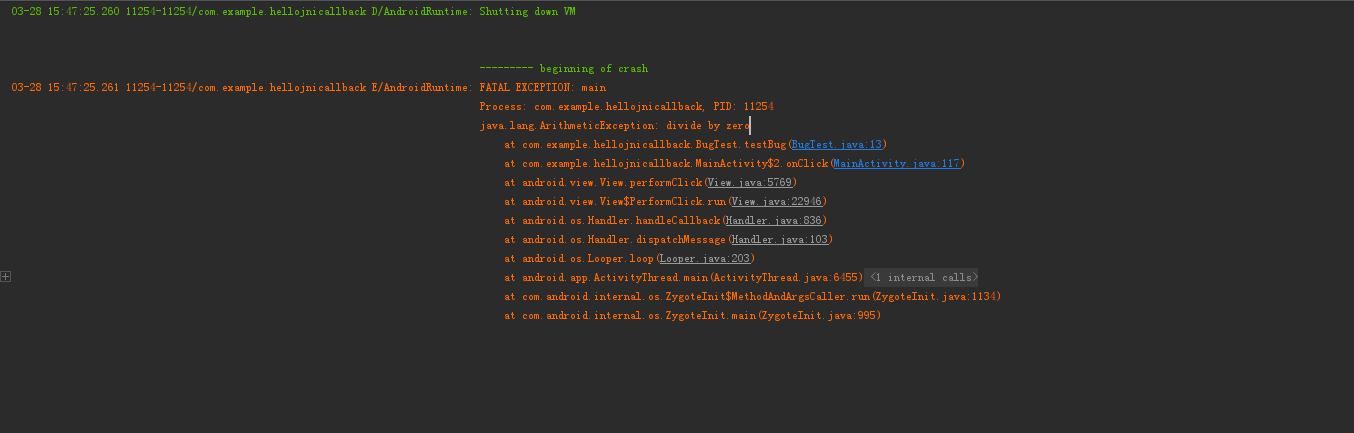 03-28 15:47:25.260 11254-11254/com.example.hellojnicallback D/AndroidRuntime: Shutting down VM
--------- beginning of crash
03-28 15:47:25.261 11254-11254/com.example.hellojnicallback E/AndroidRuntime: FATAL EXCEPTION: main
Process: com.example.hellojnicallback, PID: 11254
java.lang.ArithmeticException: divide by zero
at com.example.hellojnicallback.BugTest.testBug(BugTest.java:13)
at com.example.hellojnicallback.MainActivity$2.onClick(MainActivity.java:117)
at android.view.View.performClick(View.java:5769)
at android.view.View$PerformClick.run(View.java:22946)
at android.os.Handler.handleCallback(Handler.java:836)
at android.os.Handler.dispatchMessage(Handler.java:103)
at android.os.Looper.loop(Looper.java:203)
at android.app.ActivityThread.main(ActivityThread.java:6455) <1 internal calls>
at com.android.internal.os.ZygoteInit$MethodAndArgsCaller.run(ZygoteInit.java:1134)
at com.android.internal.os.ZygoteInit.main(ZygoteInit.java:995)